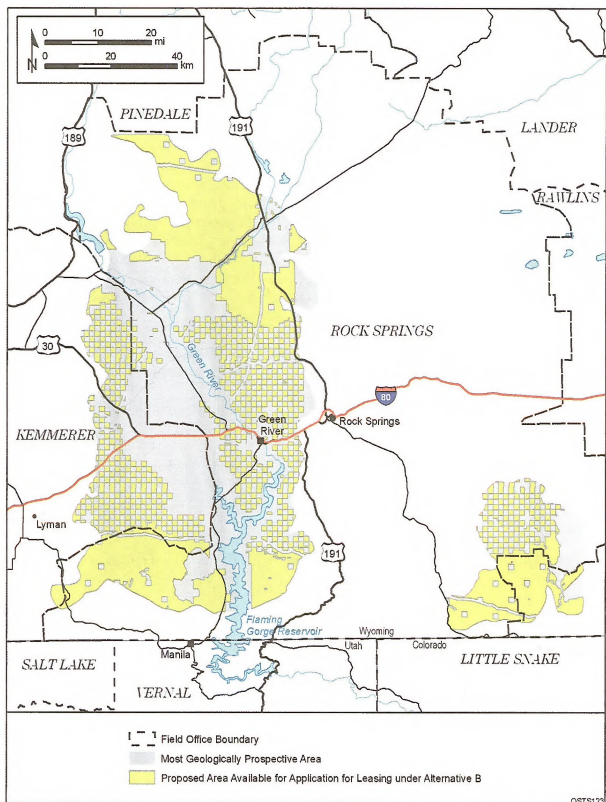 0 10 20
mi
0 20 40
km
N
PINEDALE
189
191
LANDER
RAWLINS
ROCK SPRINGS
30
Green River
80
Green
River
Rock Springs
KEMMERER
Lyman
191
Flaming
Gorge Reservoir
Wyoming
Utah
Colorado
Manila
SALT LAKE
VERNAL
LITTLE SNAKE
Field Office Boundary
Most Geologically Prospective Area
Proposed Area Available for Application for Leasing under Alternative B